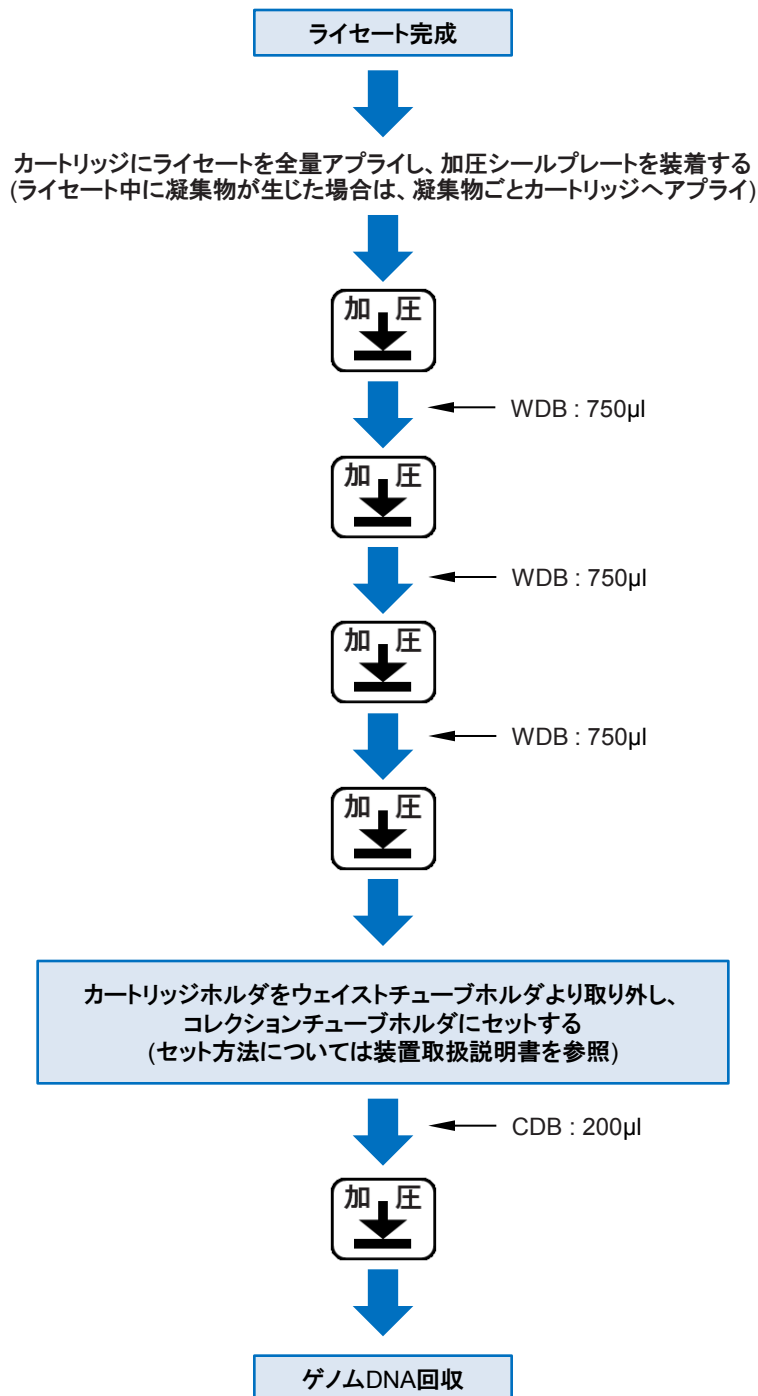 ライセート完成
カートリッジにライセートを全量アプライし、加圧シールプレートを装着する
(ライセート中に凝集物が生じた場合は、凝集物ごとカートリッジへアプライ)
加 圧
WDB : 750µl
加 圧
WDB : 750µl
加 圧
WDB : 750µl
加 圧
カートリッジホルダをウェイストチューブホルダより取り外し、
コレクションチューブホルダにセットする
(セット方法については装置取扱説明書を参照)
CDB : 200µl
加 圧
ゲノムDNA回収